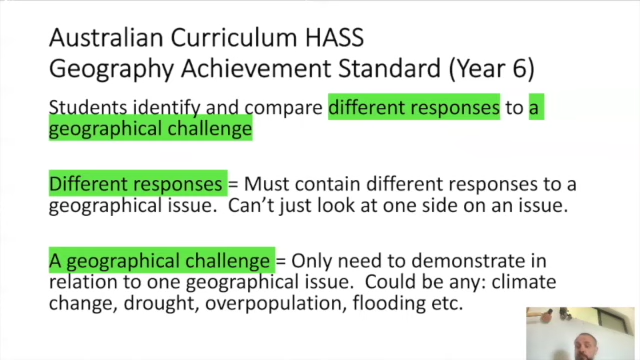 Australian Curriculum HASS
Geography Achievement Standard (Year 6)
Students identify and compare different responses to a
geographical challenge
Different responses = Must contain different responses to a
geographical issue.  Can't just look at one side on an issue.
A geographical challenge = Only need to demonstrate in
relation to one geographical issue.  Could be any: climate
change, drought, overpopulation, flooding etc.